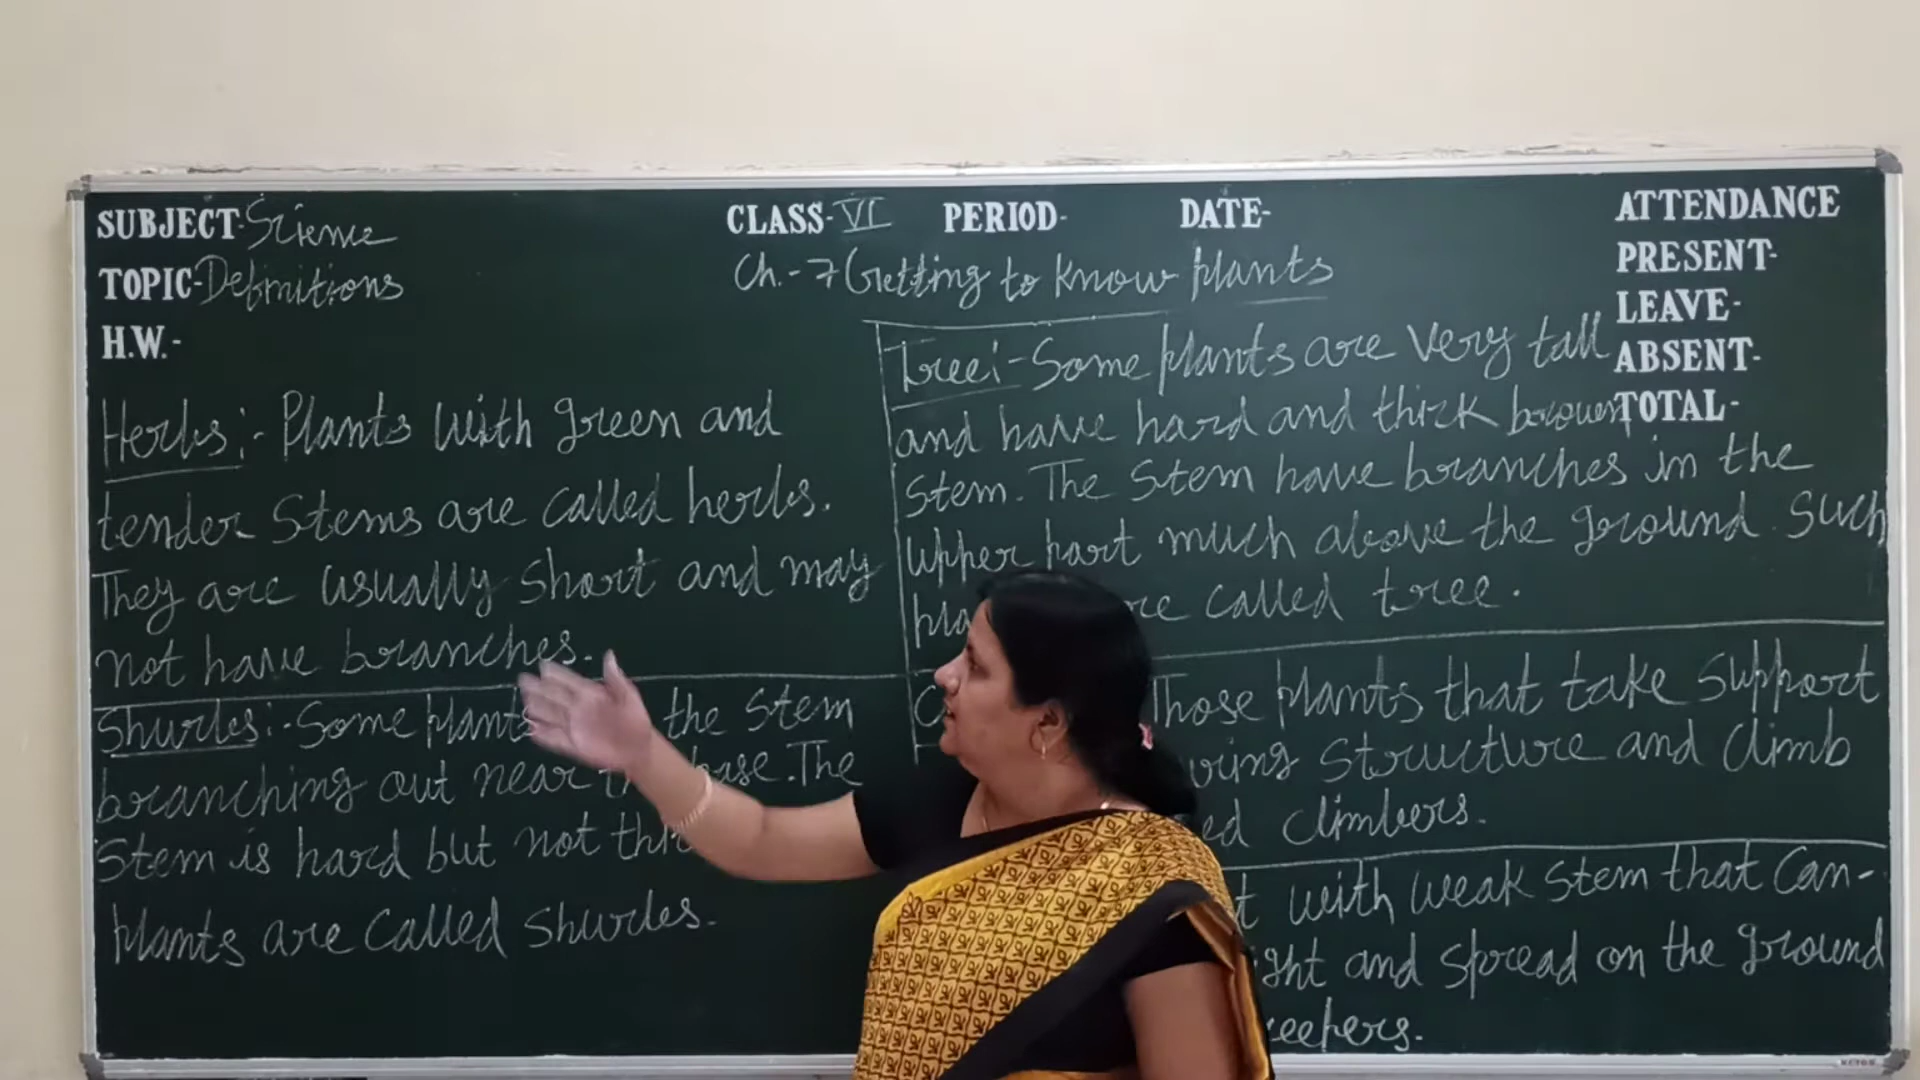 SUBJECT-Science
TOPIC-Definitions
H.W.-
CLASS-VI PERIOD- DATE-
Ch.-7 Getting to Know plants
ATTENDANCE
PRESENT-
LEAVE-
ABSENT-
TOTAL-
Herbs:- Plants with green and
tender Stems are called herbs.
They are usually short and may
not have branches.
Shurbs:-Some plants the Stem
branching out near base. The
Stem is hard but not
plants are called Shurbs.
Tree:-Some plants are very tall
and have hard and thick brown
Stem. The Stem have branches in the
upper part much above the ground. Such
called tree.
Those plants that take support
structure and climb
climbers.
with weak stem that can-
and spread on the ground